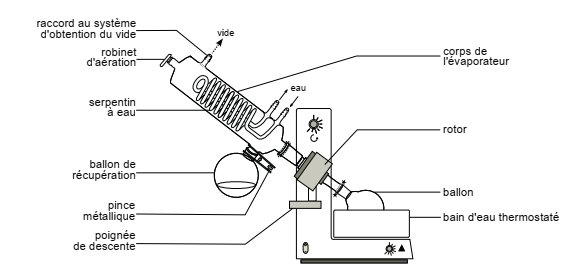 raccord au système
d'obtention du vide
vide
robinet
d'aération
corps de
l'évaporateur
eau
serpentin
à eau
rotor
ballon de
récupération
ballon
pince
métallique
bain d'eau thermostaté
poignée
de descente